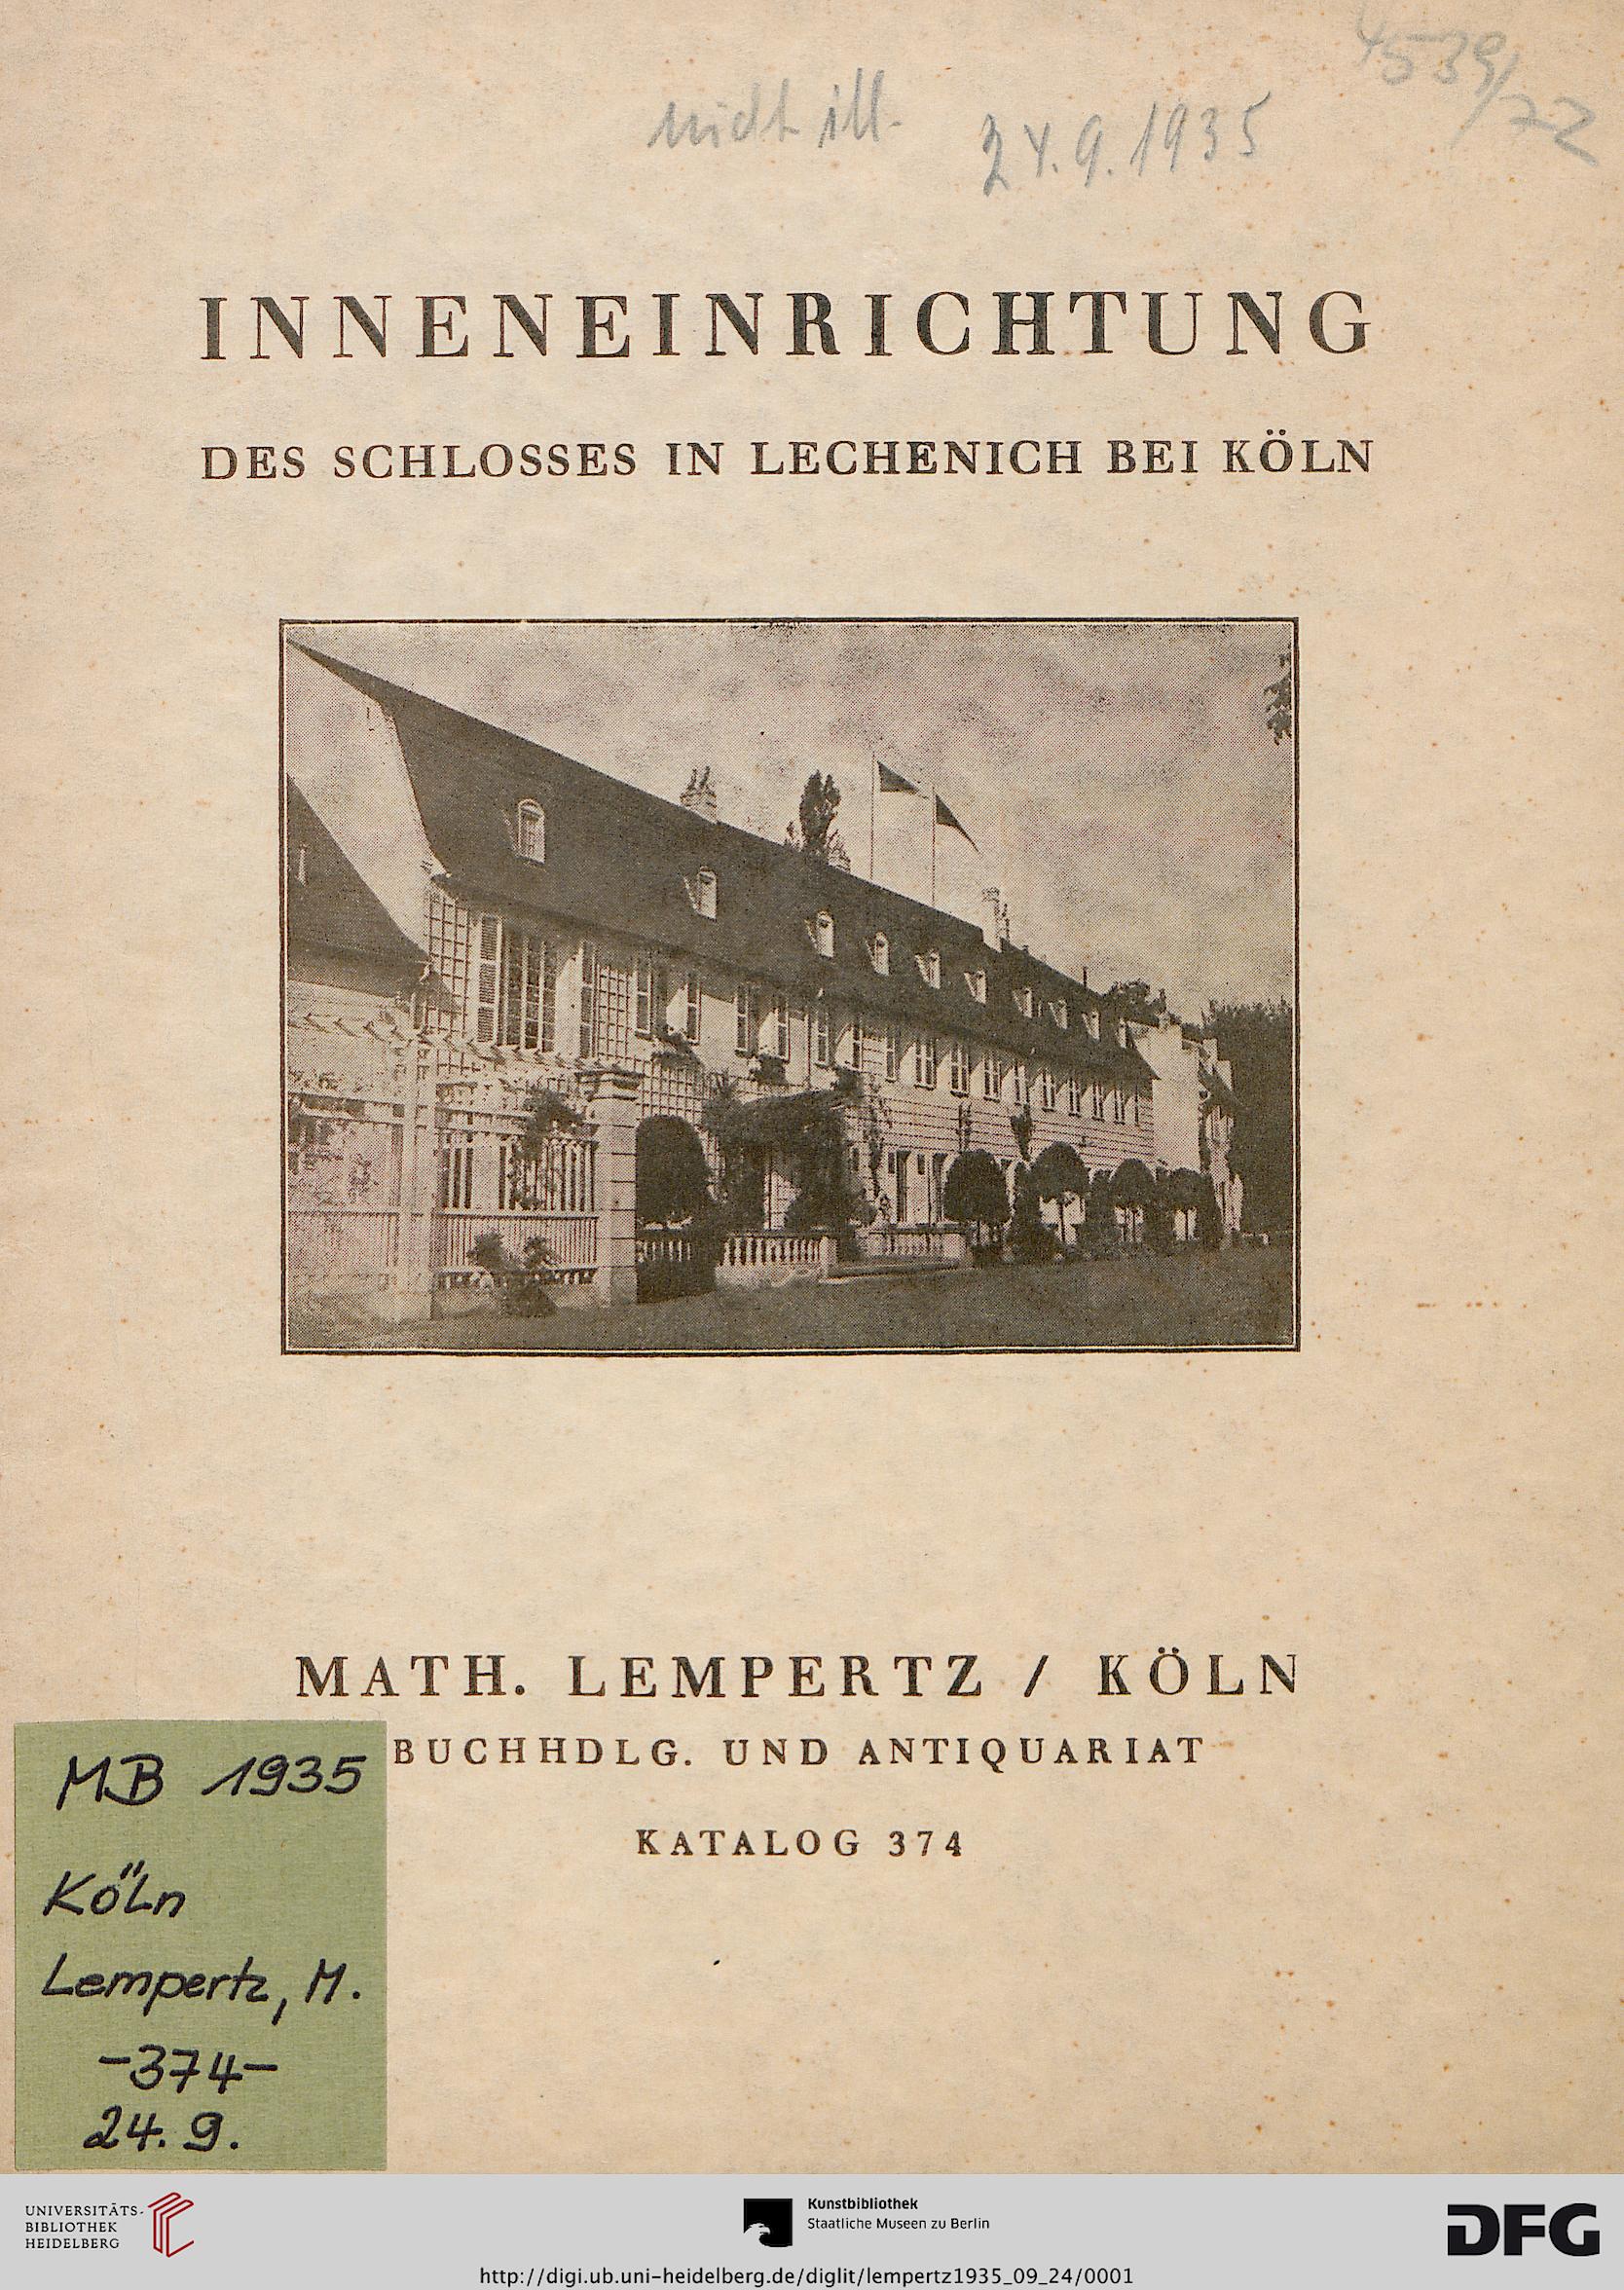 4539/72
nicht ill. 24.9.1935
INNENEINRICHTUNG
DES SCHLOSSES IN LECHENICH BEI KÖLN
MATH. LEMPERTZ / KÖLN
BUCHHDLG. UND ANTIQUARIAT
KATALOG 374
MB 1935
Köln
Lempertz, M.
-374-
24.9.
UNIVERSITÄTS-
BIBLIOTHEK
HEIDELBERG
Kunstbibliothek
Staatliche Museen zu Berlin
DFG
http://digi.ub.uni-heidelberg.de/diglit/lempertz1935_09_24/0001